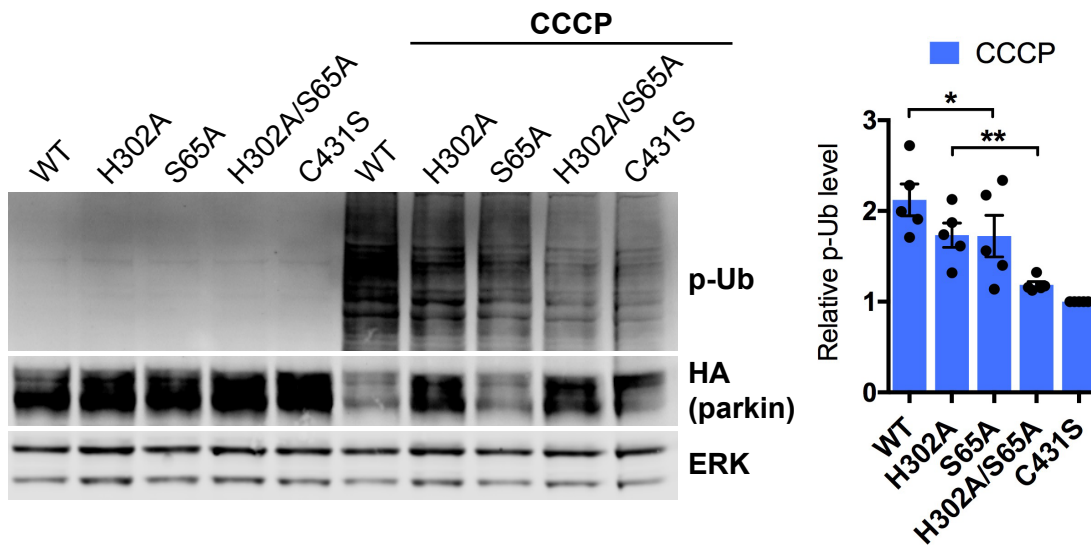 CCCP
WT
H302A
S65A
H302A/S65A
C431S
WT
H302A
S65A
H302A/S65A
C431S
p-Ub
HA
(parkin)
ERK
CCCP
*
**
Relative p-Ub level
3
2
1
0
WT
H302A
S65A
H302A/S65A
C431S